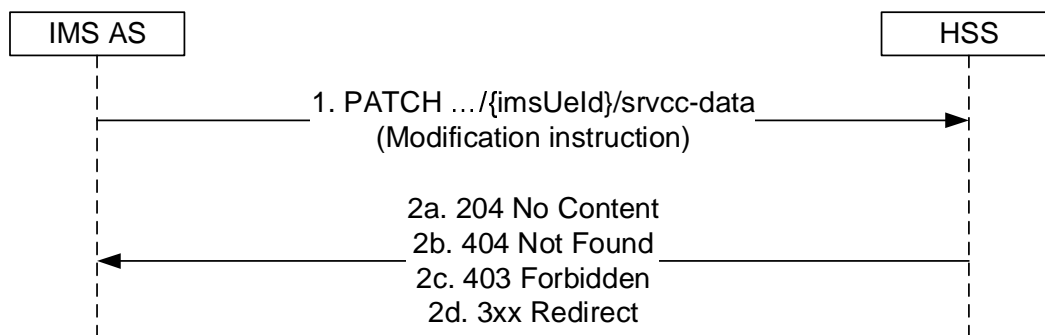 IMS AS
HSS
1. PATCH …/{imsUeId}/srvcc-data
(Modification instruction)
2a. 204 No Content
2b. 404 Not Found
2c. 403 Forbidden
2d. 3xx Redirect